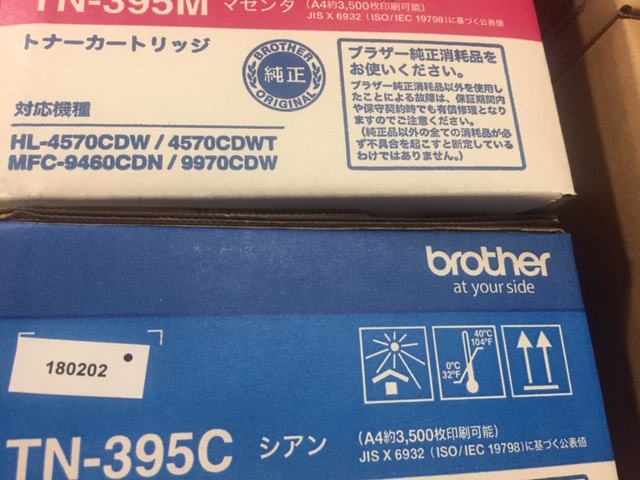 TN-395M マゼンタ (A4約3,500枚印刷可能)
JIS X 6932 (ISO/IEC 19798)に基づく公表値
トナーカートリッジ
BROTHER
純正
ORIGINAL
ブラザー純正消耗品を
お使いください。
ブラザー純正消耗品以外を使用し
たことによる故障は、保証期間内
や保守契約時でも有償修理となり
ますのでご注意ください。
(純正品以外の全ての消耗品が必
ず不具合を起こすと断定している
わけではありません。)
対応機種
HL-4570CDW / 4570CDWT
MFC-9460CDN / 9970CDW
brother
at your side
180202
40℃
104°F
0℃
32°F
TN-395C シアン (A4約3,500枚印刷可能)
JIS X 6932 (ISO/IEC 19798)に基づく公表値